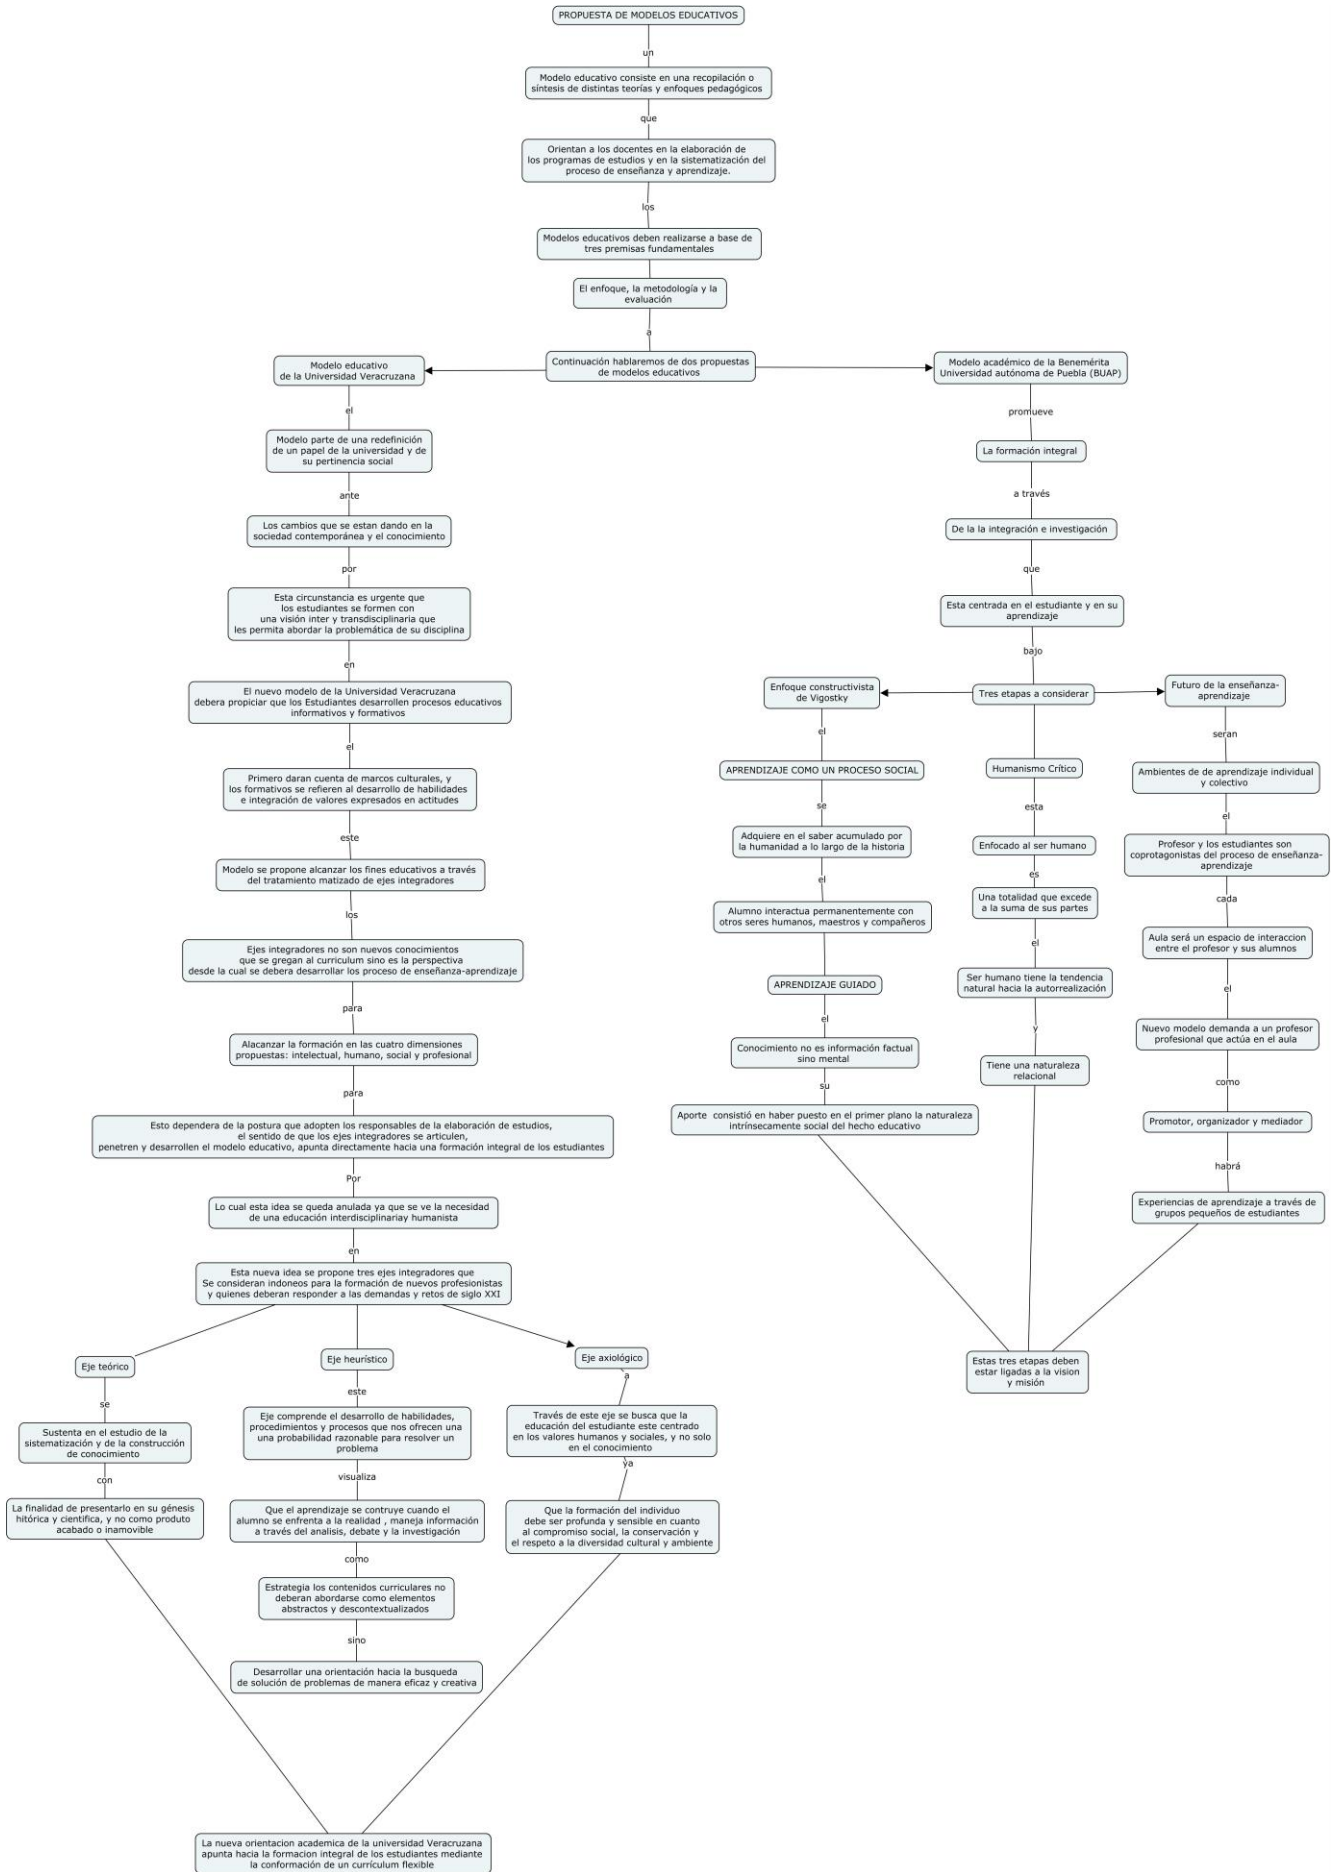 PROPUESTA DE MODELOS EDUCATIVOS
un
Modelo educativo consiste en una recopilación o
síntesis de distintas teorías y enfoques pedagógicos
que
Orientan a los docentes en la elaboración de
los programas de estudios y en la sistematización del
proceso de enseñanza y aprendizaje.
los
Modelos educativos deben realizarse a base de
tres premisas fundamentales
El enfoque, la metodología y la
evaluación
a
Continuación hablaremos de dos propuestas
de modelos educativos
Modelo educativo
de la Universidad Veracruzana
el
Modelo parte de una redefinición
de un papel de la universidad y de
su pertinencia social
ante
Los cambios que se estan dando en la
sociedad contemporánea y el conocimiento
por
Esta circunstancia es urgente que
los estudiantes se formen con
una visión inter y transdisciplinaria que
les permita abordar la problemática de su disciplina
en
El nuevo modelo de la Universidad Veracruzana
debera propiciar que los Estudiantes desarrollen procesos educativos
informativos y formativos
el
Primero daran cuenta de marcos culturales, y
los formativos se refieren al desarrollo de habilidades
e integración de valores expresados en actitudes
este
Modelo se propone alcanzar los fines educativos a través
del tratamiento matizado de ejes integradores
los
Ejes integradores no son nuevos conocimientos
que se gregan al curriculum sino es la perspectiva
desde la cual se debera desarrollar los proceso de enseñanza-aprendizaje
para
Alacanzar la formación en las cuatro dimensiones
propuestas: intelectual, humano, social y profesional
para
Esto dependera de la postura que adopten los responsables de la elaboración de estudios,
el sentido de que los ejes integradores se articulen,
penetren y desarrollen el modelo educativo, apunta directamente hacia una formación integral de los estudiantes
Por
Lo cual esta idea se queda anulada ya que se ve la necesidad
de una educación interdisciplinariay humanista
en
Esta nueva idea se propone tres ejes integradores que
Se consideran indoneos para la formación de nuevos profesionistas
y quienes deberan responder a las demandas y retos de siglo XXI
Eje teórico
se
Sustenta en el estudio de la
sistematización y de la construcción
de conocimiento
con
La finalidad de presentarlo en su génesis
hitórica y cientifica, y no como produto
acabado o inamovible
Eje heurístico
este
Eje comprende el desarrollo de habilidades,
procedimientos y procesos que nos ofrecen una
una probabilidad razonable para resolver un
problema
visualiza
Que el aprendizaje se contruye cuando el
alumno se enfrenta a la realidad , maneja información
a través del analisis, debate y la investigación
como
Estrategia los contenidos curriculares no
deberan abordarse como elementos
abstractos y descontextualizados
sino
Desarrollar una orientación hacia la busqueda
de solución de problemas de manera eficaz y creativa
Eje axiológico
a
Través de este eje se busca que la
educación del estudiante este centrado
en los valores humanos y sociales, y no solo
en el conocimiento
ya
Que la formación del individuo
debe ser profunda y sensible en cuanto
al compromiso social, la conservación y
el respeto a la diversidad cultural y ambiente
La nueva orientacion academica de la universidad Veracruzana
apunta hacia la formacion integral de los estudiantes mediante
la conformación de un currículum flexible
Modelo académico de la Benemérita
Universidad autónoma de Puebla (BUAP)
promueve
La formación integral
a través
De la la integración e investigación
que
Esta centrada en el estudiante y en su
aprendizaje
bajo
Tres etapas a considerar
Enfoque constructivista
de Vigostky
el
APRENDIZAJE COMO UN PROCESO SOCIAL
se
Adquiere en el saber acumulado por
la humanidad a lo largo de la historia
el
Alumno interactua permanentemente con
otros seres humanos, maestros y compañeros
APRENDIZAJE GUIADO
el
Conocimiento no es información factual
sino mental
su
Aporte consistió en haber puesto en el primer plano la naturaleza
intrínsecamente social del hecho educativo
Humanismo Crítico
esta
Enfocado al ser humano
es
Una totalidad que excede
a la suma de sus partes
el
Ser humano tiene la tendencia
natural hacia la autorrealización
y
Tiene una naturaleza
relacional
Futuro de la enseñanza-
aprendizaje
seran
Ambientes de de aprendizaje individual
y colectivo
el
Profesor y los estudiantes son
coprotagonistas del proceso de enseñanza-
aprendizaje
cada
Aula será un espacio de interaccion
entre el profesor y sus alumnos
el
Nuevo modelo demanda a un profesor
profesional que actúa en el aula
como
Promotor, organizador y mediador
habrá
Experiencias de aprendizaje a través de
grupos pequeños de estudiantes
Estas tres etapas deben
estar ligadas a la vision
y misión